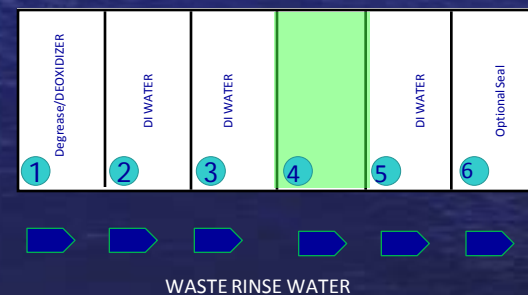 Degrease/DEOXIDIZER
DI WATER
DI WATER
DI WATER
Optional Seal
1
2
3
4
5
6
WASTE RINSE WATER